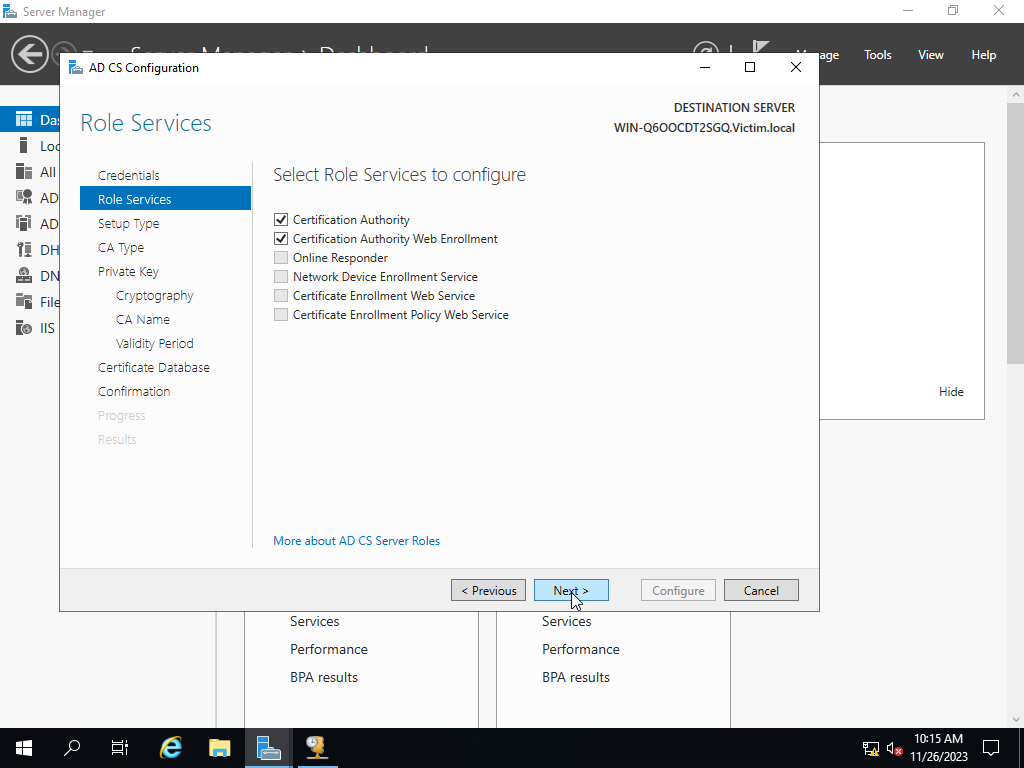 Server Manager
Manage
Tools
View
Help
AD CS Configuration
DESTINATION SERVER
WIN-Q6OOCDT2SGQ.Victim.local
Role Services
Credentials
Role Services
Setup Type
CA Type
Private Key
Cryptography
CA Name
Validity Period
Certificate Database
Confirmation
Progress
Results
Select Role Services to configure
Certification Authority
Certification Authority Web Enrollment
Online Responder
Network Device Enrollment Service
Certificate Enrollment Web Service
Certificate Enrollment Policy Web Service
More about AD CS Server Roles
< Previous
Next >
Configure
Cancel
Das
Loc
All
AD
AD
DH
DN
File
IIS
Hide
Services
Performance
BPA results
Services
Performance
BPA results
10:15 AM
11/26/2023